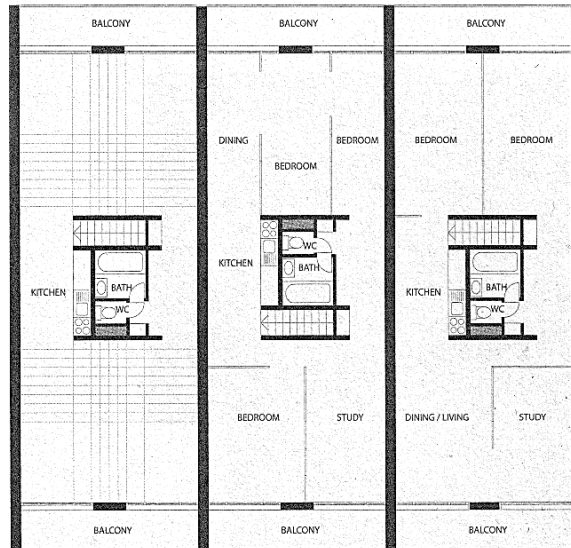 BALCONY
BALCONY
BALCONY
DINING
BEDROOM
BEDROOM
BEDROOM
BEDROOM
WC
KITCHEN
BATH
KITCHEN
BATH
WC
KITCHEN
BATH
WC
BEDROOM
STUDY
DINING / LIVING
STUDY
BALCONY
BALCONY
BALCONY